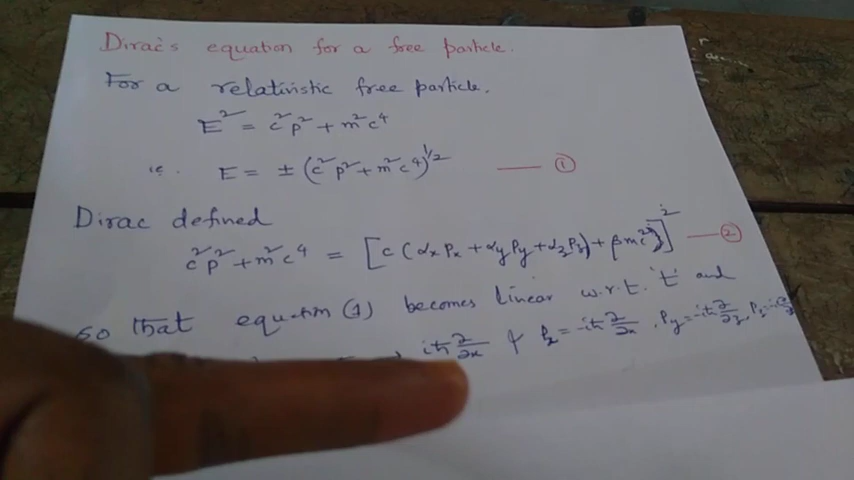 Dirac's equation for a free particle.
For a relativistic free particle.
E² = c²p² + m²c⁴
i.e. E = ± (c²p² + m²c⁴)^1/2 —— ①
Dirac defined
c²p² + m²c⁴ = [c (αx Px + αy Py + αz Pz) + βmc²]² —— ②
So that equation (1) becomes linear w.r.t. 't' and
iℏ ∂/∂x & Px = -iℏ ∂/∂x, Py = -iℏ ∂/∂y,